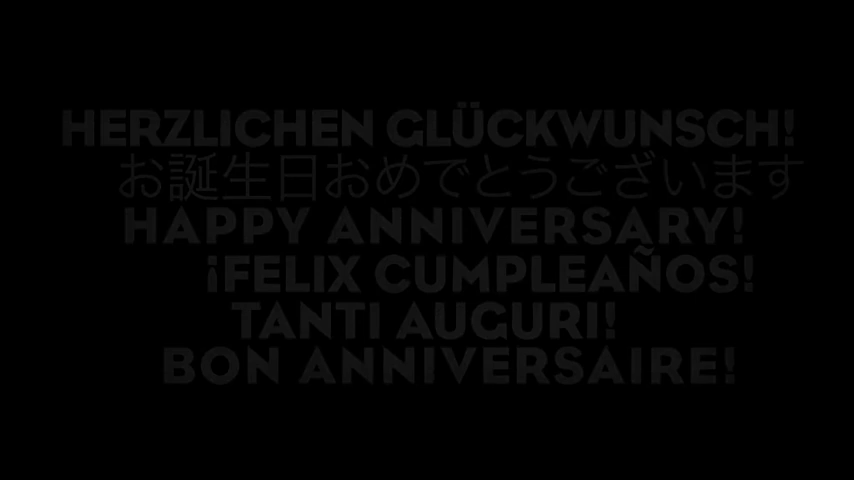 HERZLICHEN GLÜCKWUNSCH!
お誕生日おめでとうございます
HAPPY ANNIVERSARY!
¡FELIX CUMPLEAÑOS!
TANTI AUGURI!
BON ANNIVERSAIRE!